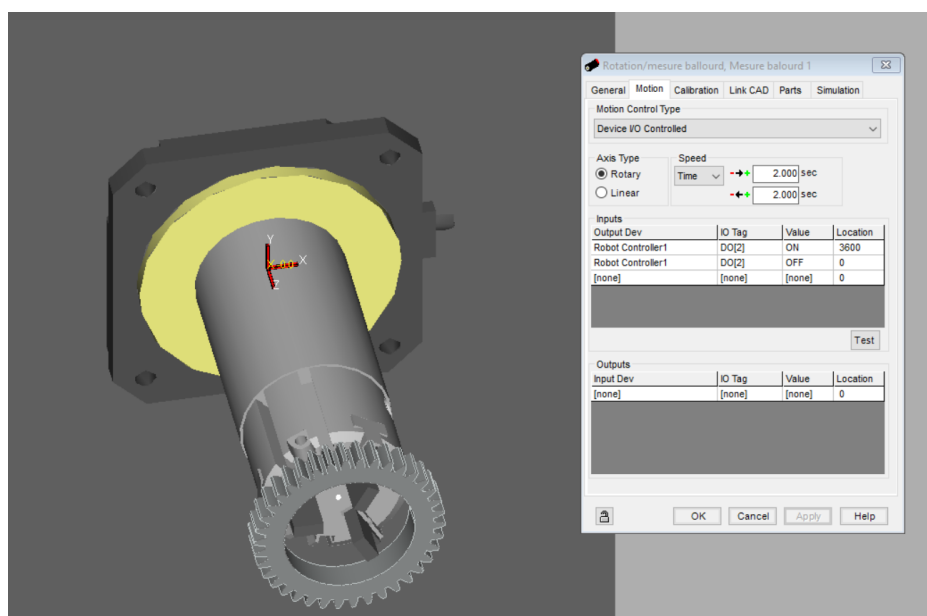 Rotation/mesure ballourd, Mesure balourd 1
General Motion Calibration Link CAD Parts Simulation
Motion Control Type
Device I/O Controlled
Axis Type Speed
Rotary Time 2.000 sec
Linear 2.000 sec
Inputs
Output Dev IO Tag Value Location
Robot Controller1 DO[2] ON 3600
Robot Controller1 DO[2] OFF 0
[none] [none] [none] 0
Test
Outputs
Input Dev IO Tag Value Location
[none] [none] [none] 0
OK Cancel Apply Help
Y
X
Z